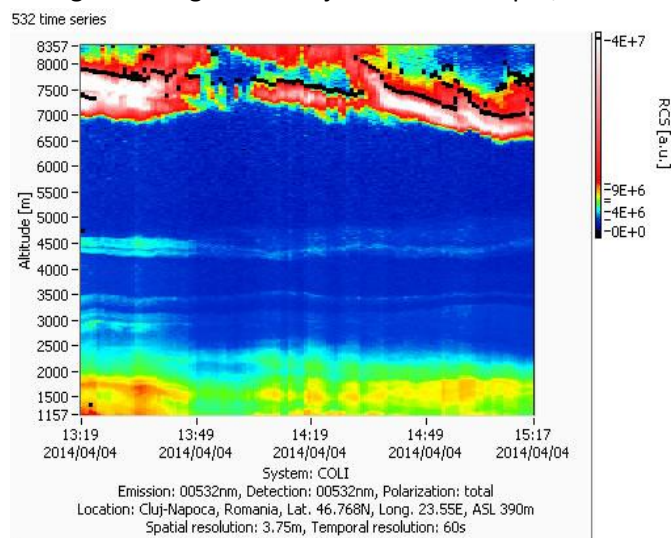 532 time series
8357
8000
7500
7000
6500
6000
5500
5000
4500
4000
3500
3000
2500
2000
1500
1157
Altitude [m]
~4E+7
9E+6
~4E+6
~0E+0
RCS [a.u.]
13:19 13:49 14:19 14:49 15:17
2014/04/04 2014/04/04 2014/04/04 2014/04/04 2014/04/04
System: COLI
Emission: 00532nm, Detection: 00532nm, Polarization: total
Location: Cluj-Napoca, Romania, Lat. 46.768N, Long. 23.55E, ASL 390m
Spatial resolution: 3.75m, Temporal resolution: 60s